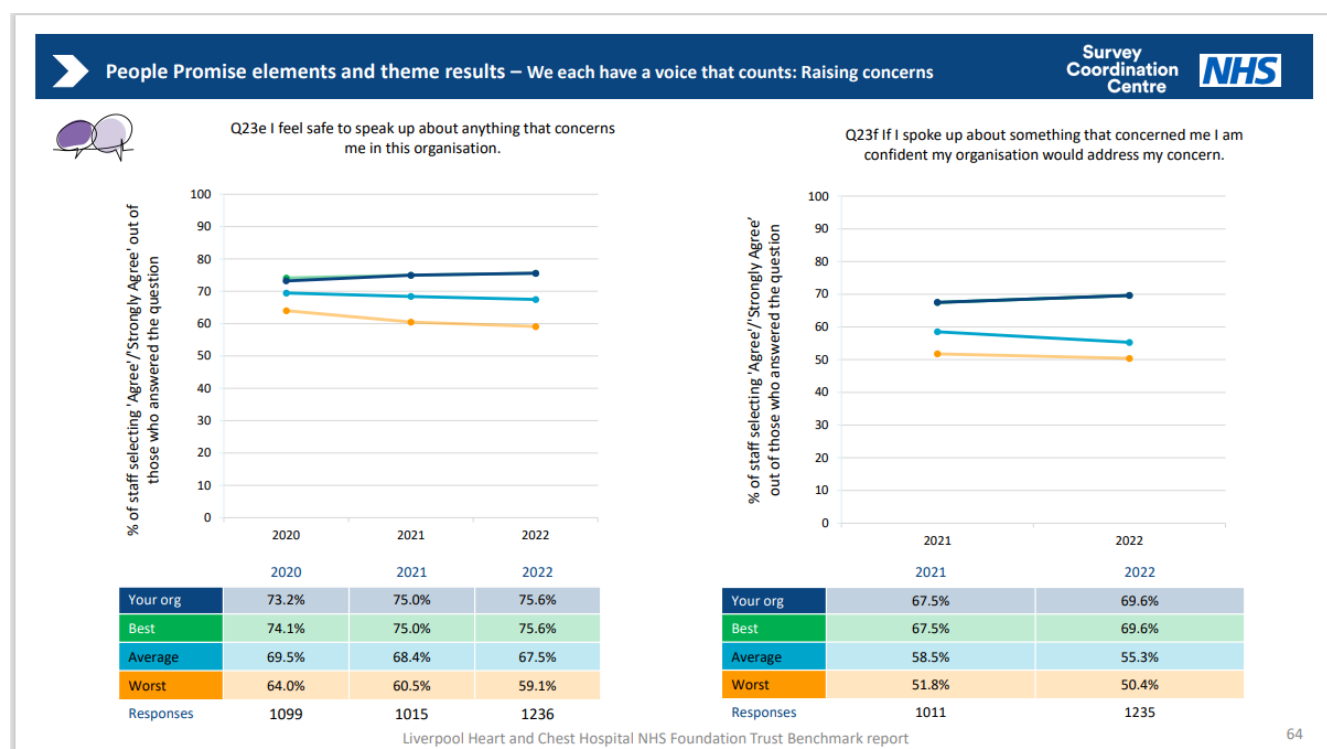 People Promise elements and theme results – We each have a voice that counts: Raising concerns
Survey
Coordination
Centre
NHS
Q23e I feel safe to speak up about anything that concerns
me in this organisation.
% of staff selecting 'Agree'/'Strongly Agree' out of
those who answered the question
100
90
80
70
60
50
40
30
20
10
0
2020 2021 2022
2020 2021 2022
Your org 73.2% 75.0% 75.6%
Best 74.1% 75.0% 75.6%
Average 69.5% 68.4% 67.5%
Worst 64.0% 60.5% 59.1%
Responses 1099 1015 1236
Q23f If I spoke up about something that concerned me I am
confident my organisation would address my concern.
% of staff selecting 'Agree'/'Strongly Agree'
out of those who answered the question
100
90
80
70
60
50
40
30
20
10
0
2021 2022
2021 2022
Your org 67.5% 69.6%
Best 67.5% 69.6%
Average 58.5% 55.3%
Worst 51.8% 50.4%
Responses 1011 1235
Liverpool Heart and Chest Hospital NHS Foundation Trust Benchmark report
64